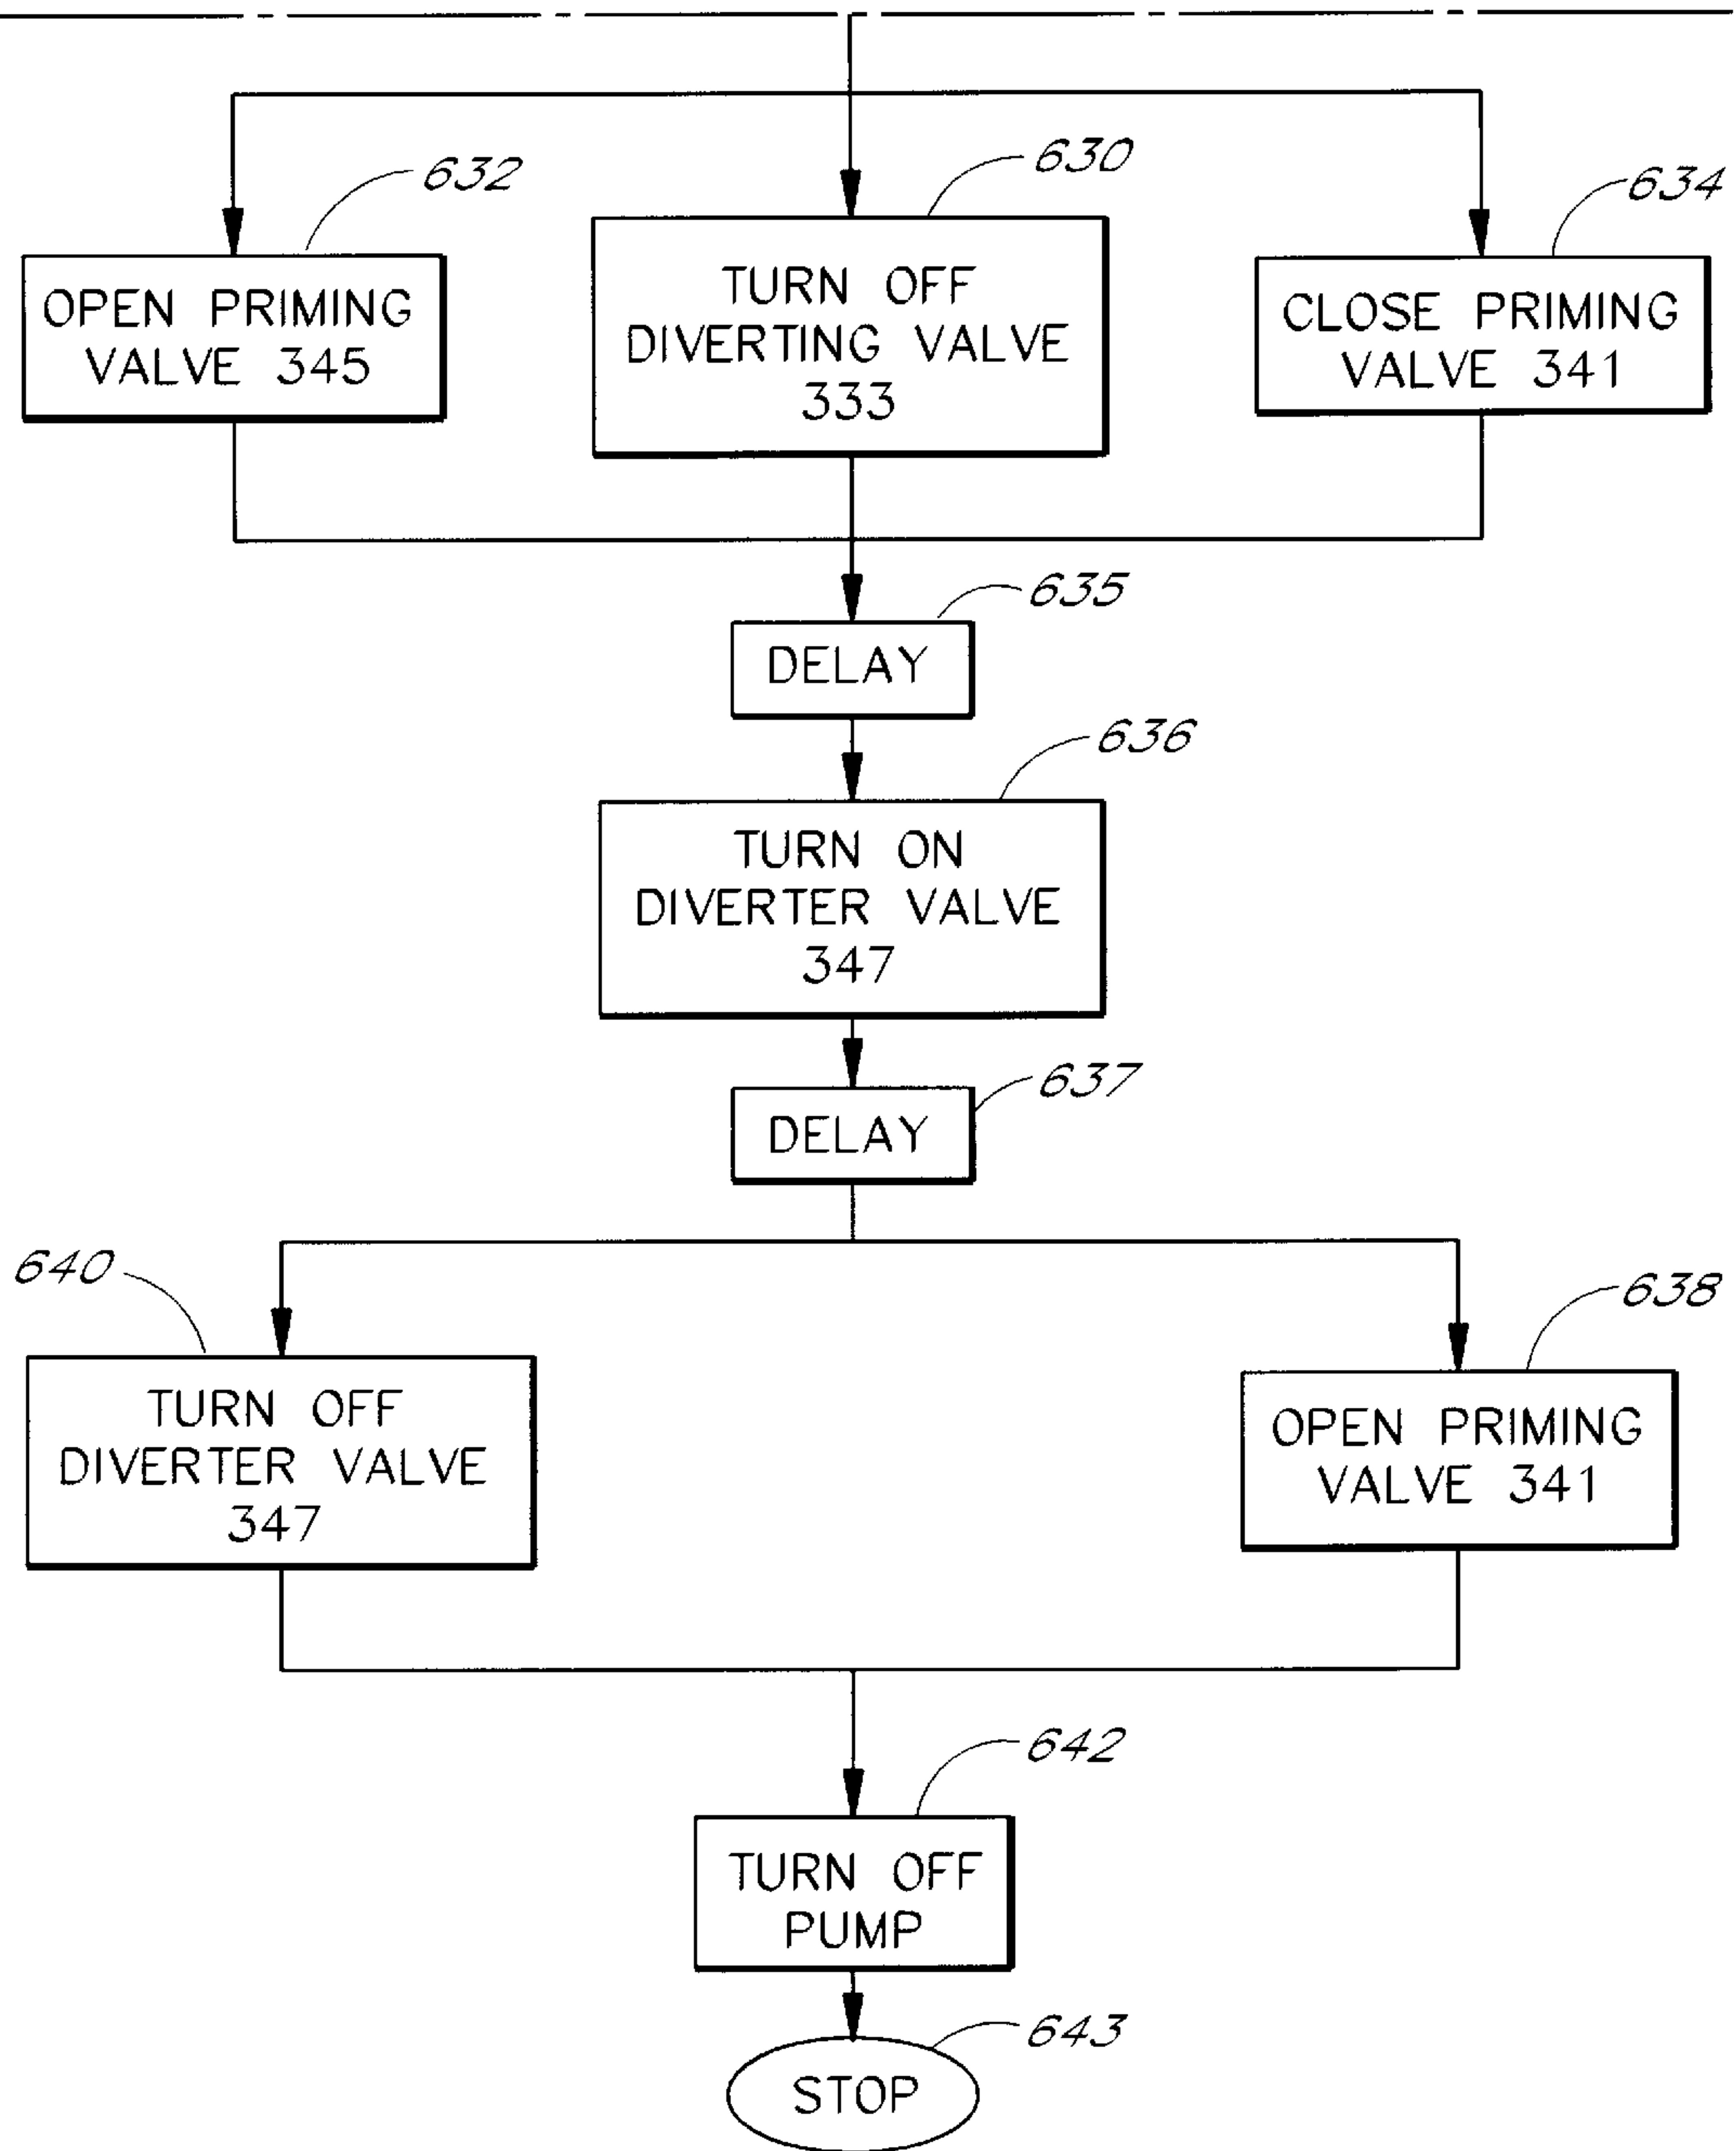 632
630
634
OPEN PRIMING
VALVE 345
TURN OFF
DIVERTING VALVE
333
CLOSE PRIMING
VALVE 341
635
DELAY
636
TURN ON
DIVERTER VALVE
347
637
DELAY
640
638
TURN OFF
DIVERTER VALVE
347
OPEN PRIMING
VALVE 341
642
TURN OFF
PUMP
643
STOP